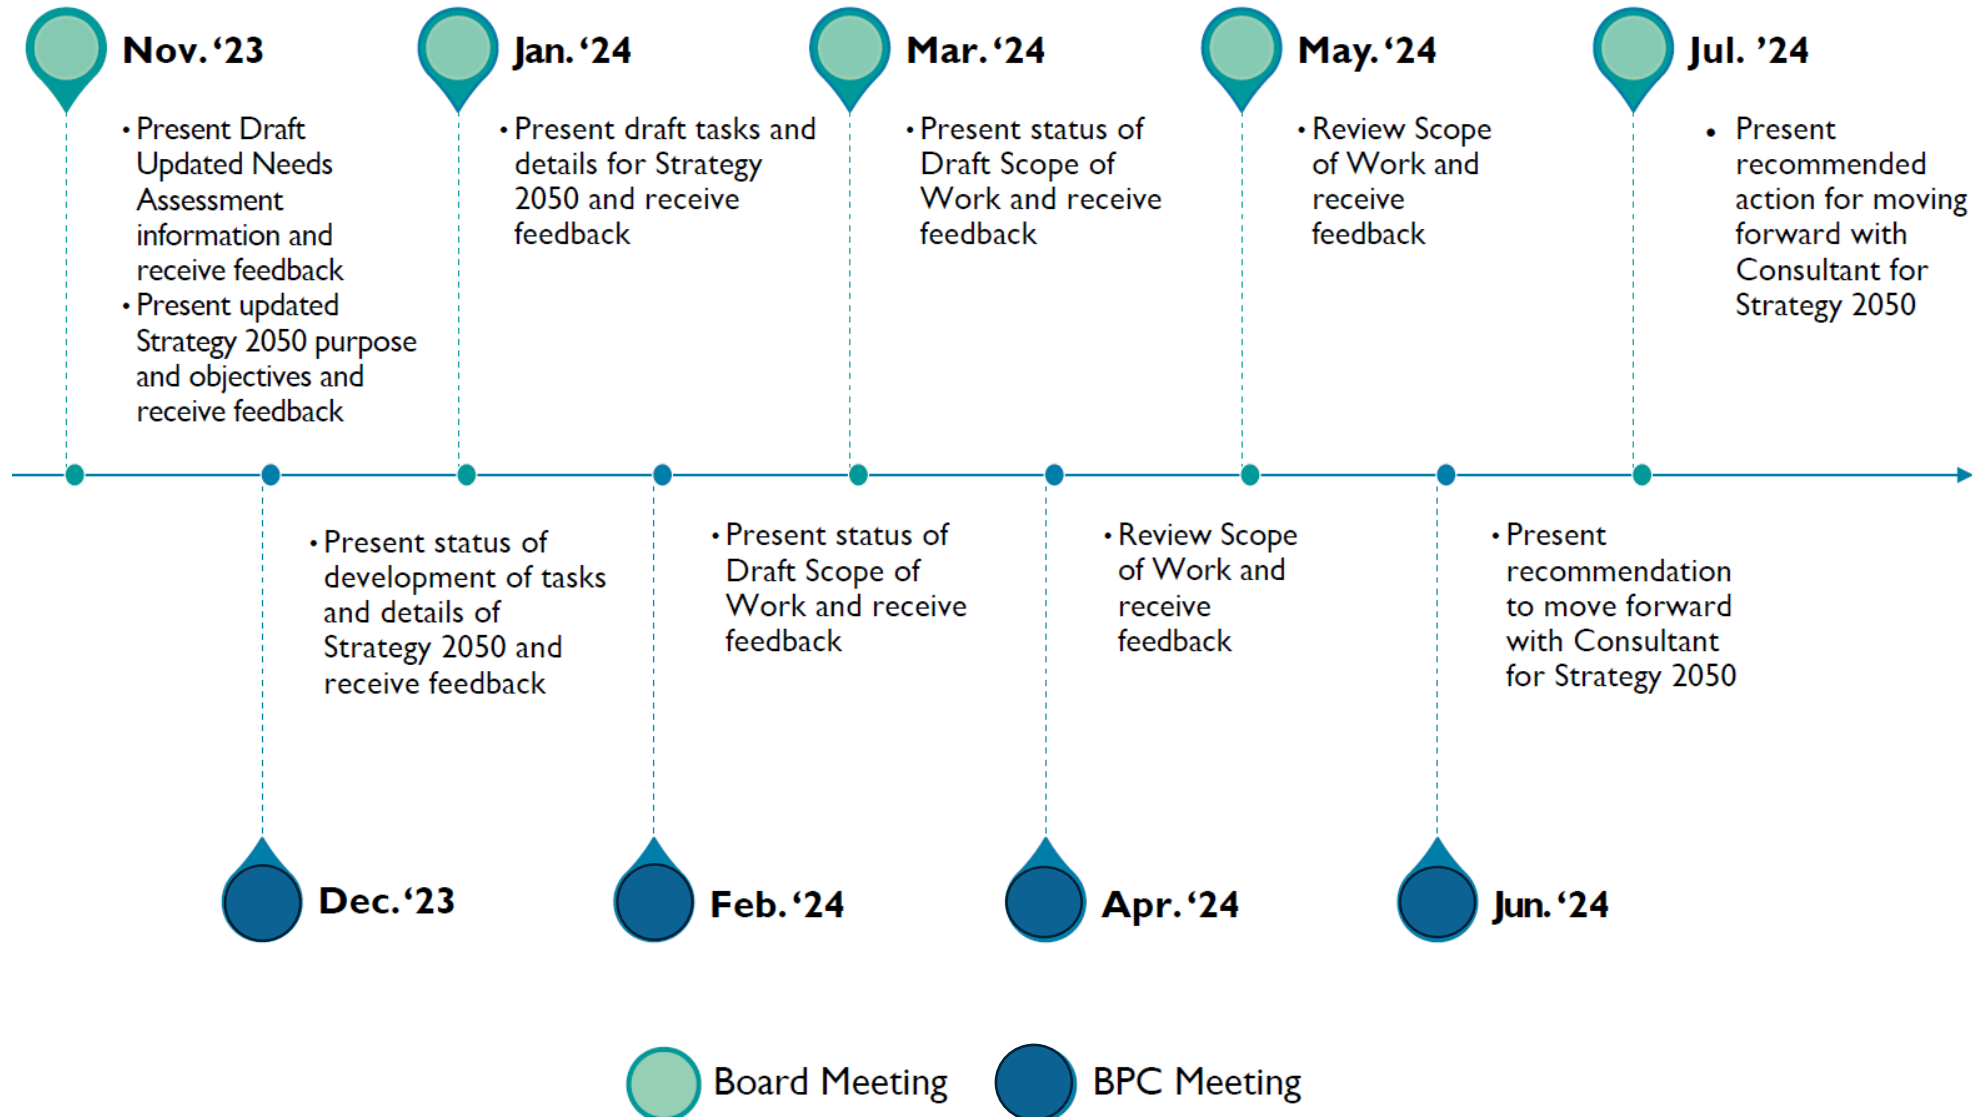 Nov. ‘23
• Present Draft
Updated Needs
Assessment
information and
receive feedback
• Present updated
Strategy 2050 purpose
and objectives and
receive feedback
Jan. ‘24
• Present draft tasks and
details for Strategy
2050 and receive
feedback
Mar. ‘24
• Present status of
Draft Scope of
Work and receive
feedback
May. ‘24
• Review Scope
of Work and
receive
feedback
Jul. ’24
• Present
recommended
action for moving
forward with
Consultant for
Strategy 2050
• Present status of
development of tasks
and details of
Strategy 2050 and
receive feedback
Dec. ‘23
• Present status of
Draft Scope of
Work and receive
feedback
Feb. ‘24
• Review Scope
of Work and
receive
feedback
Apr. ‘24
• Present
recommendation
to move forward
with Consultant
for Strategy 2050
Jun. ‘24
Board Meeting
BPC Meeting